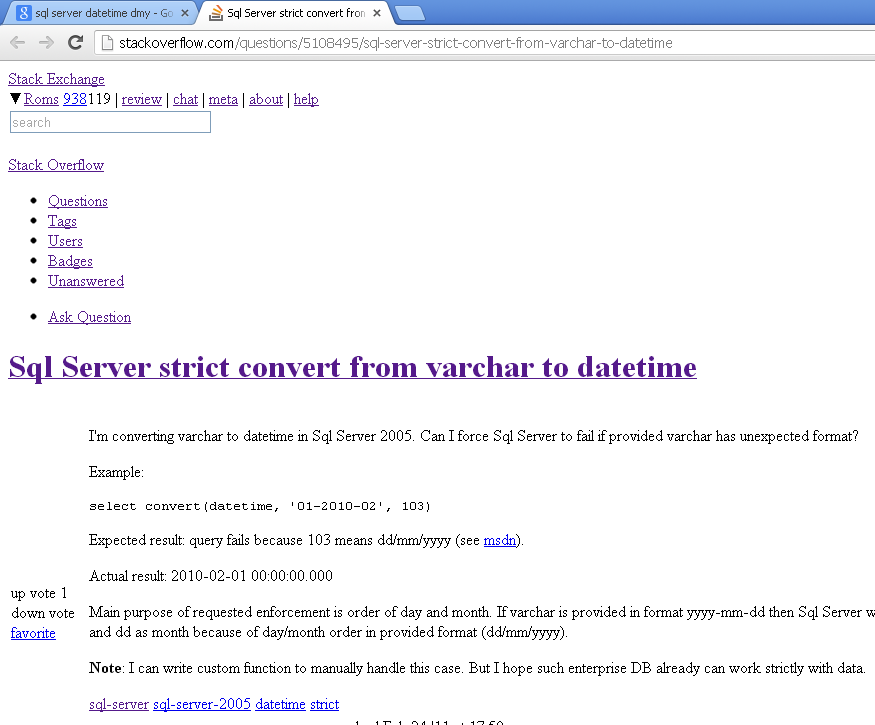 sql server datetime dmy - Go
Sql Server strict convert from
stackoverflow.com/questions/5108495/sql-server-strict-convert-from-varchar-to-datetime
Stack Exchange
▼Roms 938119 | review | chat | meta | about | help
search
Stack Overflow
• Questions
• Tags
• Users
• Badges
• Unanswered
• Ask Question
Sql Server strict convert from varchar to datetime
I'm converting varchar to datetime in Sql Server 2005. Can I force Sql Server to fail if provided varchar has unexpected format?
Example:
select convert(datetime, '01-2010-02', 103)
Expected result: query fails because 103 means dd/mm/yyyy (see msdn).
Actual result: 2010-02-01 00:00:00.000
up vote 1
down vote
favorite
Main purpose of requested enforcement is order of day and month. If varchar is provided in format yyyy-mm-dd then Sql Server w
and dd as month because of day/month order in provided format (dd/mm/yyyy).
Note: I can write custom function to manually handle this case. But I hope such enterprise DB already can work strictly with data.
sql-server sql-server-2005 datetime strict